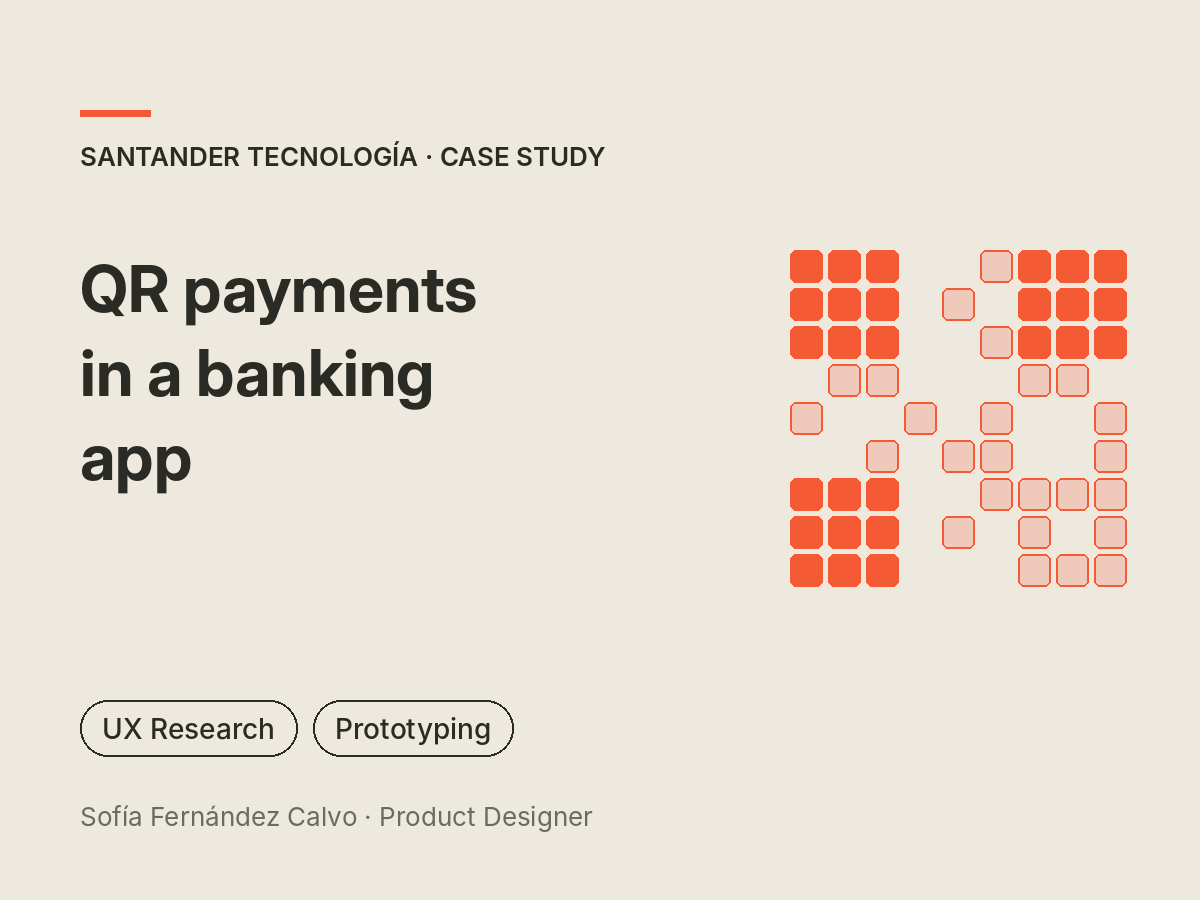 SANTANDER TECNOLOGÍA · CASE STUDY
QR payments
in a banking
app
UX Research
Prototyping
Sofía Fernández Calvo · Product Designer